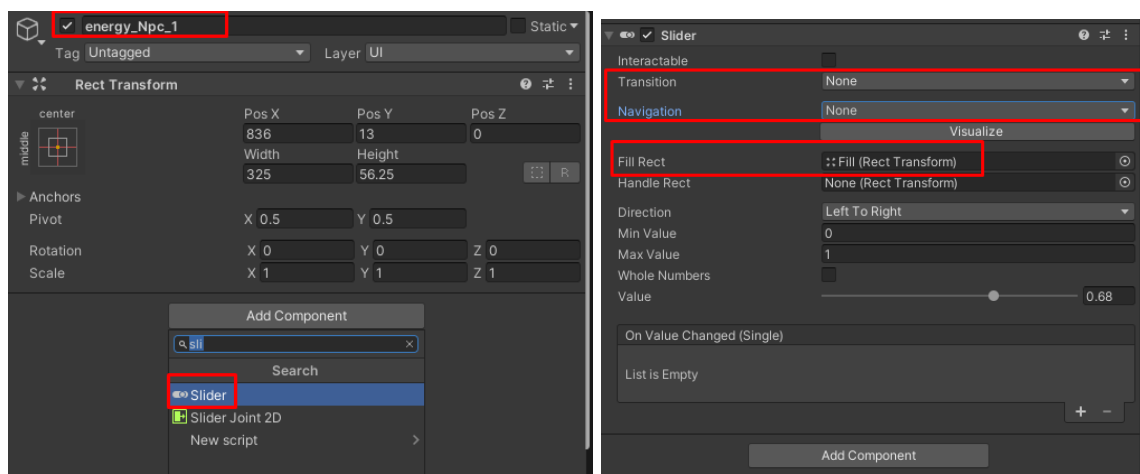 energy_Npc_1
Static
Tag Untagged
Layer UI
Rect Transform
center
middle
Pos X
Pos Y
Pos Z
836
13
0
Width
Height
325
56.25
R
Anchors
Pivot
X 0.5
Y 0.5
Rotation
X 0
Y 0
Z 0
Scale
X 1
Y 1
Z 1
Add Component
sli
Search
Slider
Slider Joint 2D
New script
Slider
Interactable
Transition
None
Navigation
None
Visualize
Fill Rect
Fill (Rect Transform)
Handle Rect
None (Rect Transform)
Direction
Left To Right
Min Value
0
Max Value
1
Whole Numbers
Value
0.68
On Value Changed (Single)
List is Empty
+ -
Add Component